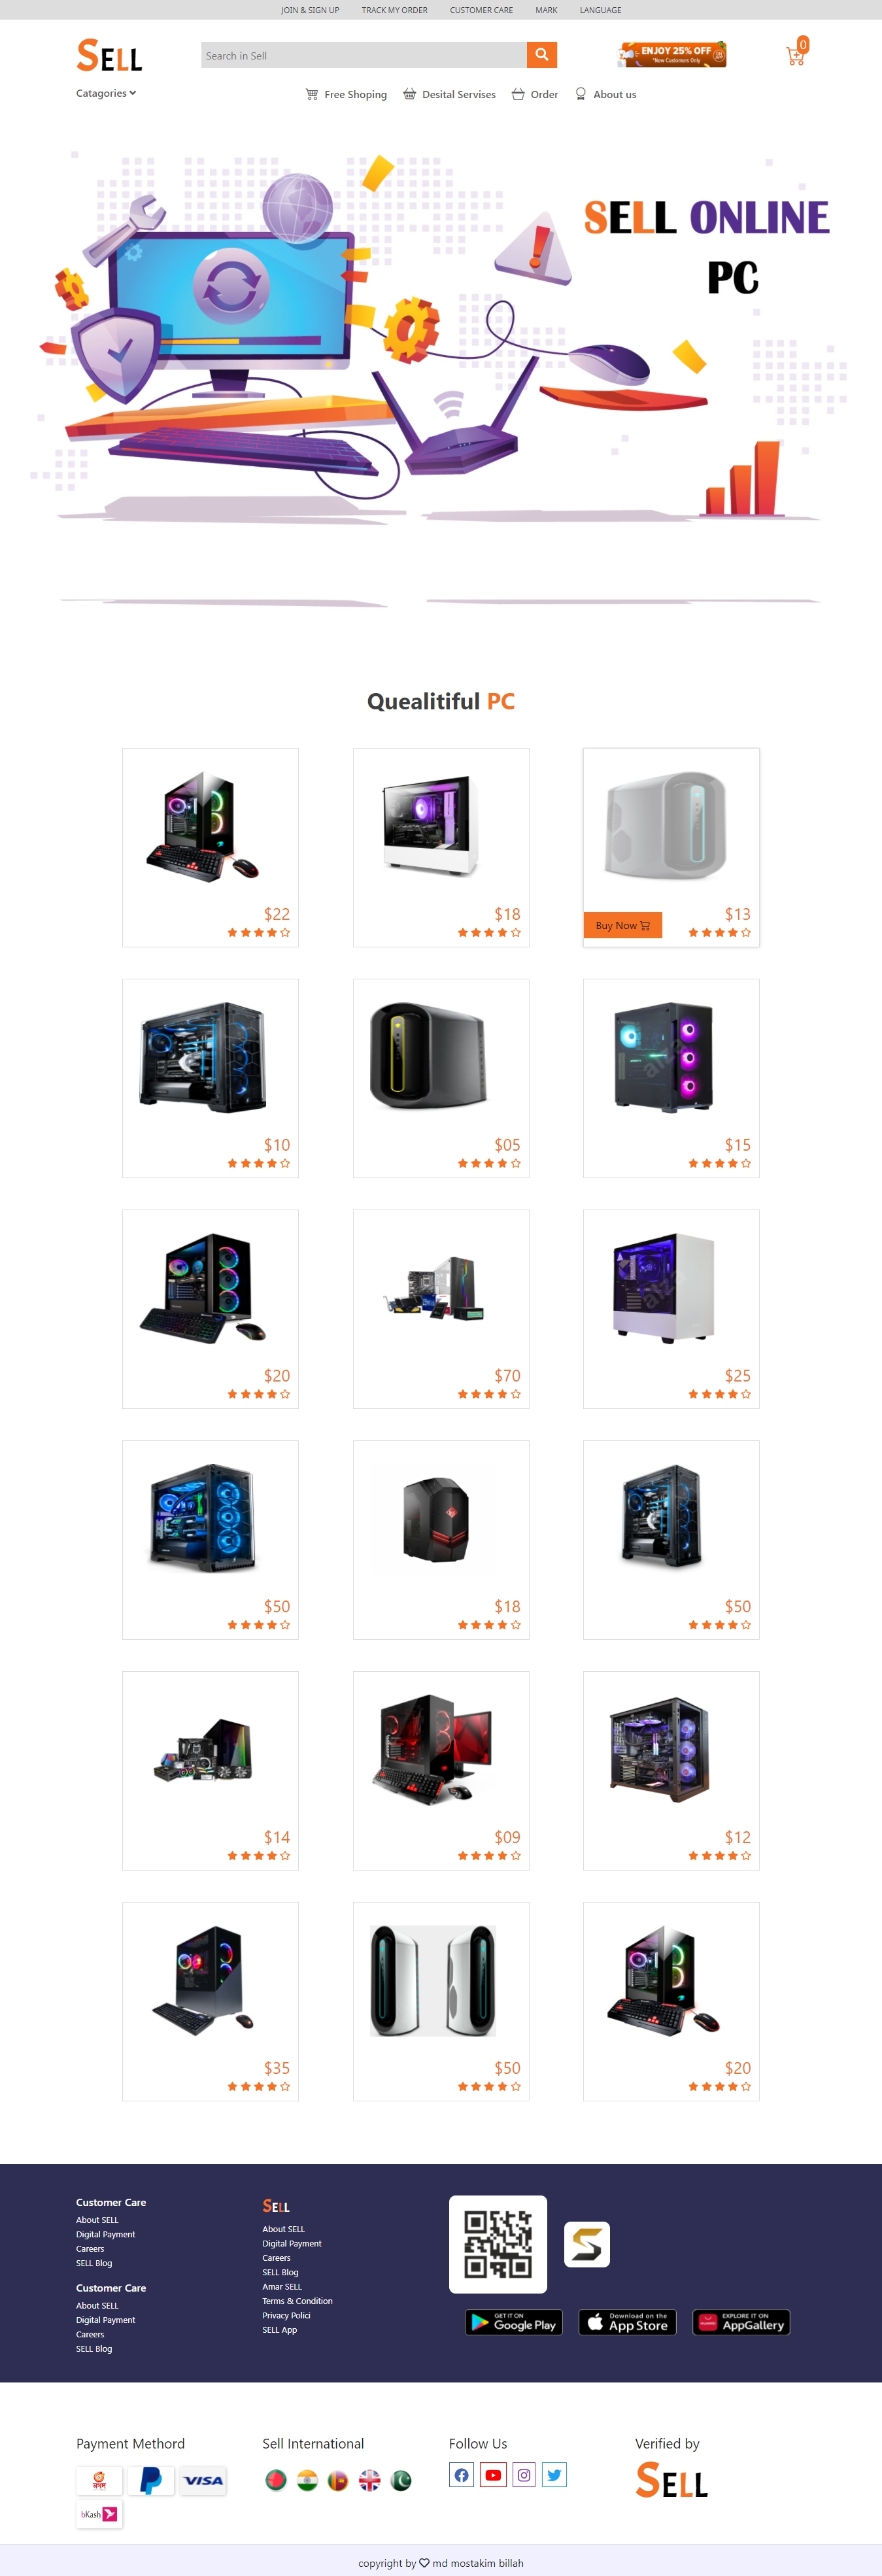 JOIN & SIGN UP TRACK MY ORDER CUSTOMER CARE MARK LANGUAGE
SELL
Search in Sell
ENJOY 25% OFF
*New Customers Only
0
Catagories
Free Shoping Desital Servises Order About us
SELL ONLINE
PC
Quealitiful PC
$22
$18
$13
Buy Now
$10
$05
$15
$20
$70
$25
$50
$18
$50
$14
$09
$12
$35
$50
$20
Customer Care
About SELL
Digital Payment
Careers
SELL Blog
Customer Care
About SELL
Digital Payment
Careers
SELL Blog
SELL
About SELL
Digital Payment
Careers
SELL Blog
Amar SELL
Terms & Condition
Privacy Polici
SELL App
GET IT ON
Google Play
Download on the
App Store
EXPLORE IT ON
AppGallery
Payment Methord
VISA
bKash
Sell International
Follow Us
Verified by
SELL
copyright by md mostakim billah